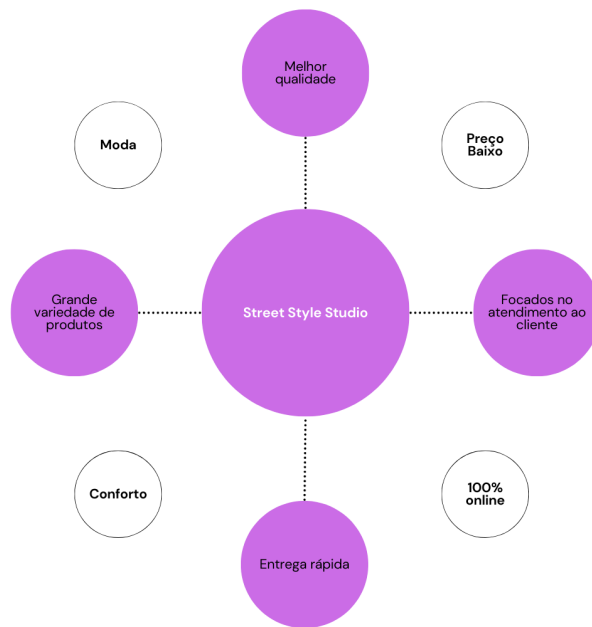 Melhor
qualidade
Moda
Preço
Baixo
Grande
variedade de
produtos
Street Style Studio
Focados no
atendimento ao
cliente
Conforto
100%
online
Entrega rápida